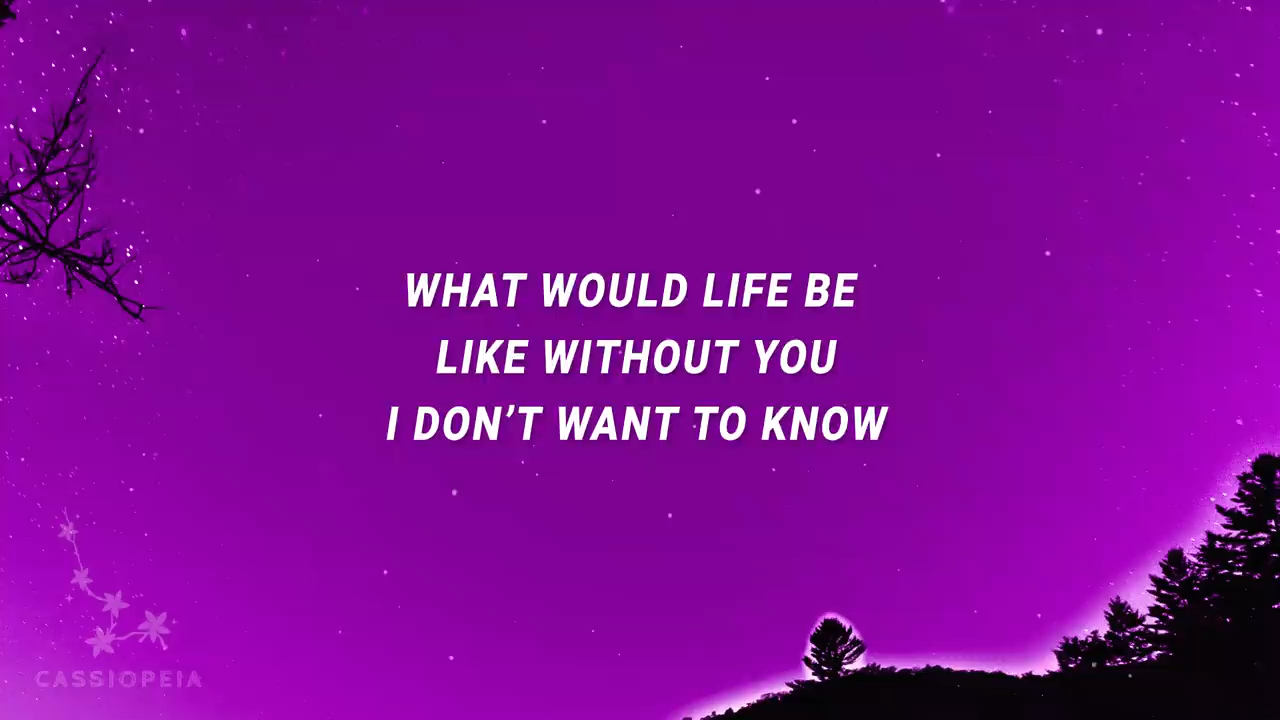 WHAT WOULD LIFE BE
LIKE WITHOUT YOU
I DON’T WANT TO KNOW
CASSIOPEIA